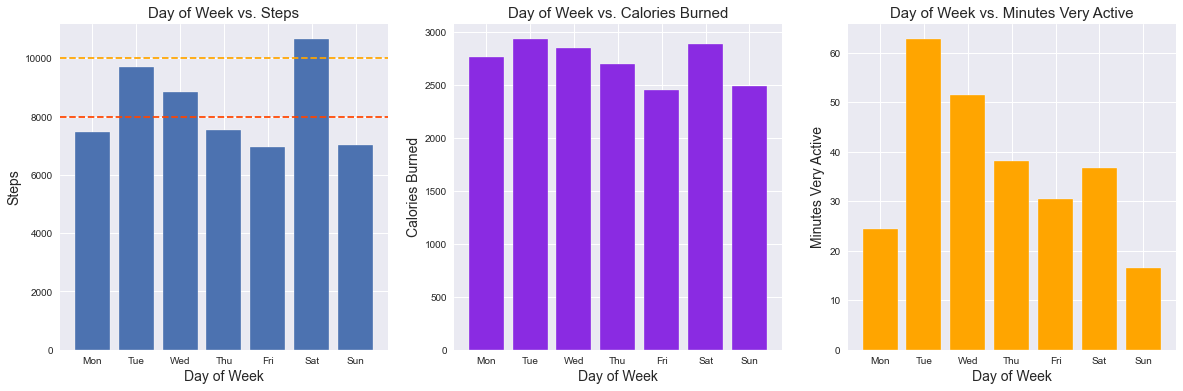 Day of Week vs. Steps
Steps
10000
8000
6000
4000
2000
0
Mon Tue Wed Thu Fri Sat Sun
Day of Week
Day of Week vs. Calories Burned
Calories Burned
3000
2500
2000
1500
1000
500
0
Mon Tue Wed Thu Fri Sat Sun
Day of Week
Day of Week vs. Minutes Very Active
Minutes Very Active
60
50
40
30
20
10
0
Mon Tue Wed Thu Fri Sat Sun
Day of Week